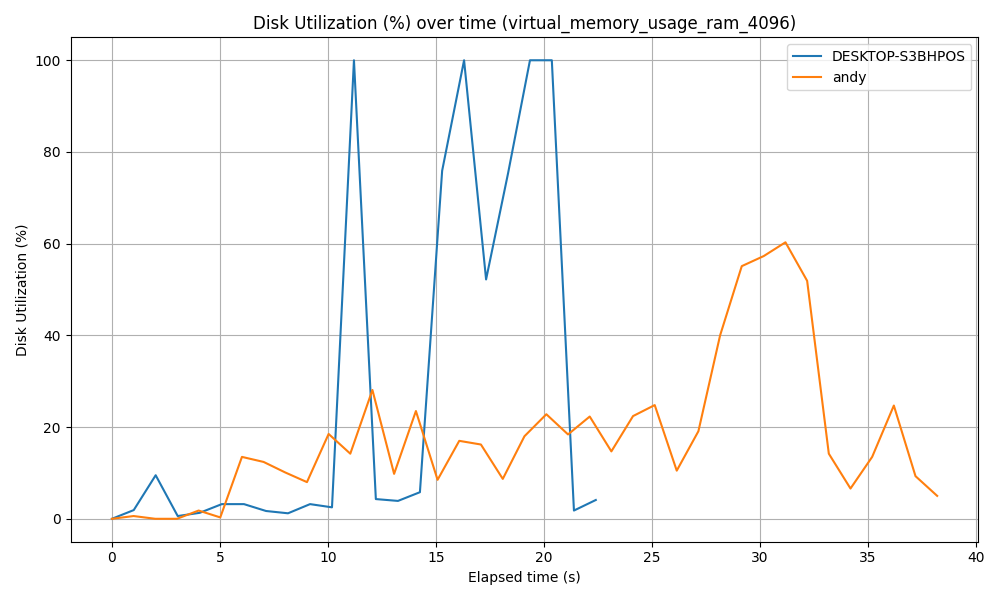 Disk Utilization (%) over time (virtual_memory_usage_ram_4096)
DESKTOP-S3BHPOS
andy
100
80
60
40
20
0
Disk Utilization (%)
0 5 10 15 20 25 30 35 40
Elapsed time (s)